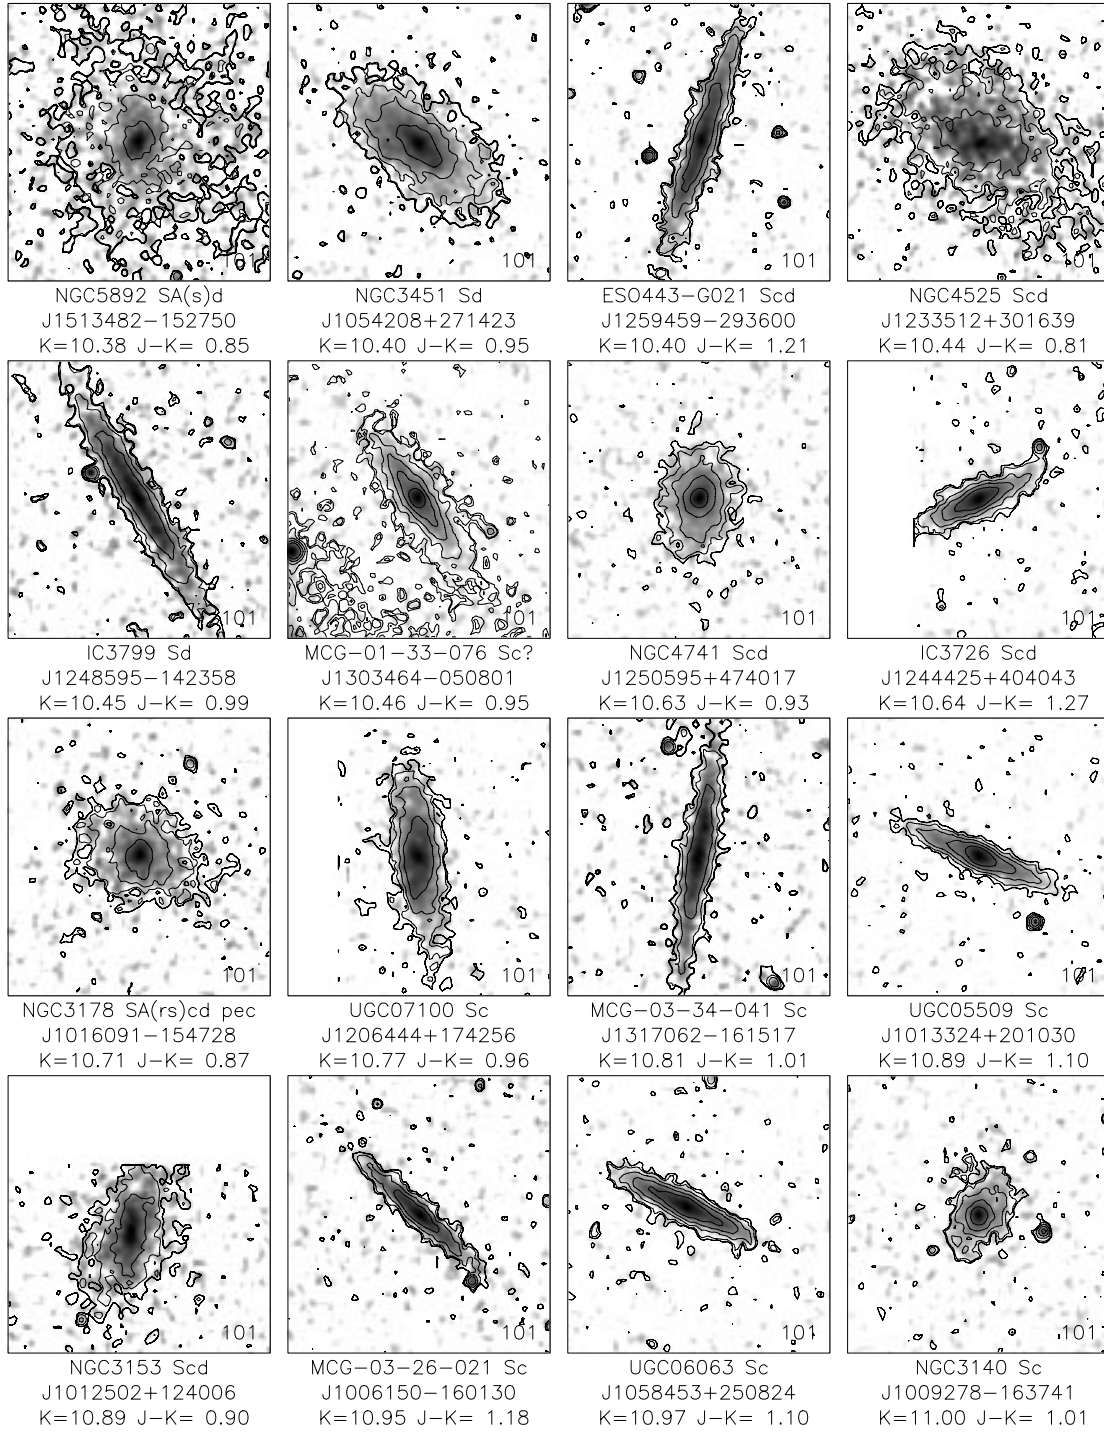 101 101 101 101
NGC5892 SA(s)d NGC3451 Sd ESO443-G021 Scd NGC4525 Scd
J1513482-152750 J1054208+271423 J1259459-293600 J1233512+301639
K=10.38 J-K= 0.85 K=10.40 J-K= 0.95 K=10.40 J-K= 1.21 K=10.44 J-K= 0.81
101 101 101 101
IC3799 Sd MCG-01-33-076 Sc? NGC4741 Scd IC3726 Scd
J1248595-142358 J1303464-050801 J1250595+474017 J1244425+404043
K=10.45 J-K= 0.99 K=10.46 J-K= 0.95 K=10.63 J-K= 0.93 K=10.64 J-K= 1.27
101 101 101 101
NGC3178 SA(rs)cd pec UGC07100 Sc MCG-03-34-041 Sc UGC05509 Sc
J1016091-154728 J1206444+174256 J1317062-161517 J1013324+201030
K=10.71 J-K= 0.87 K=10.77 J-K= 0.96 K=10.81 J-K= 1.01 K=10.89 J-K= 1.10
101 101 101 101
NGC3153 Scd MCG-03-26-021 Sc UGC06063 Sc NGC3140 Sc
J1012502+124006 J1006150-160130 J1058453+250824 J1009278-163741
K=10.89 J-K= 0.90 K=10.95 J-K= 1.18 K=10.97 J-K= 1.10 K=11.00 J-K= 1.01